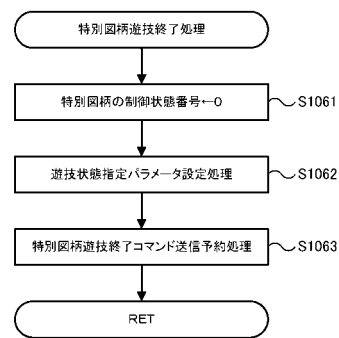 特別図柄遊技終了処理
特別図柄の制御状態番号←0
S1061
遊技状態指定パラメータ設定処理
S1062
特別図柄遊技終了コマンド送信予約処理
S1063
RET